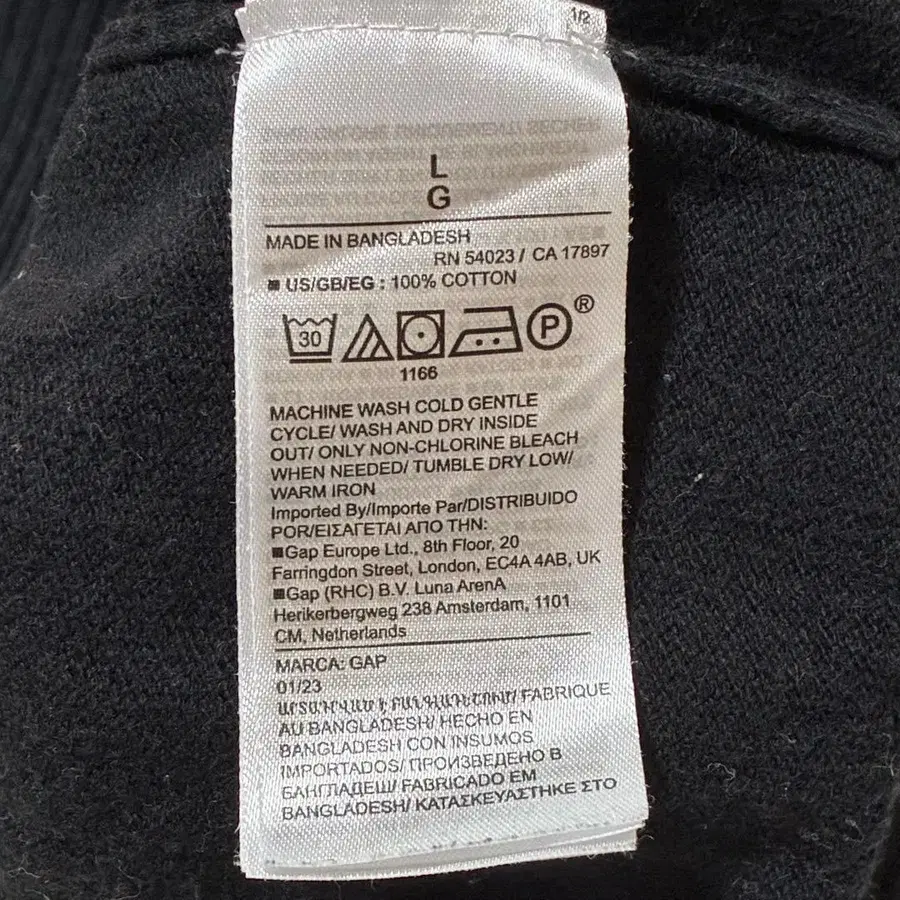 1/2
L
G
MADE IN BANGLADESH
RN 54023 / CA 17897
■ US/GB/EG : 100% COTTON
30 P ®
1166
MACHINE WASH COLD GENTLE
CYCLE/ WASH AND DRY INSIDE
OUT/ ONLY NON-CHLORINE BLEACH
WHEN NEEDED/ TUMBLE DRY LOW/
WARM IRON
Imported By/Importe Par/DISTRIBUIDO
POR/ΕΙΣΑΓΕΤΑΙ ΑΠΟ ΤΗΝ:
■Gap Europe Ltd., 8th Floor, 20
Farringdon Street, London, EC4A 4AB, UK
■Gap (RHC) B.V. Luna ArenA
Herikerbergweg 238 Amsterdam, 1101
CM, Netherlands
MARCA: GAP
01/23
ԱՐՏԱԴՐՎԱԾ Է ԲԱՆԳԼԱԴԵՇՈՒՄ/ FABRIQUE
AU BANGLADESH/ HECHO EN
BANGLADESH CON INSUMOS
IMPORTADOS/ ПРОИЗВЕДЕНО В
БАНГЛАДЕШ/ FABRICADO EM
BANGLADESH/ ΚΑΤΑΣΚΕΥΑΣΤΗΚΕ ΣΤΟ